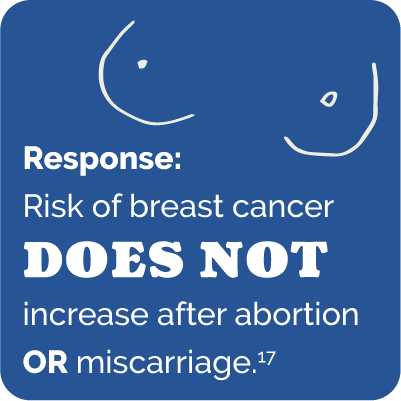 Response:
Risk of breast cancer
DOES NOT
increase after abortion
OR miscarriage.¹⁷